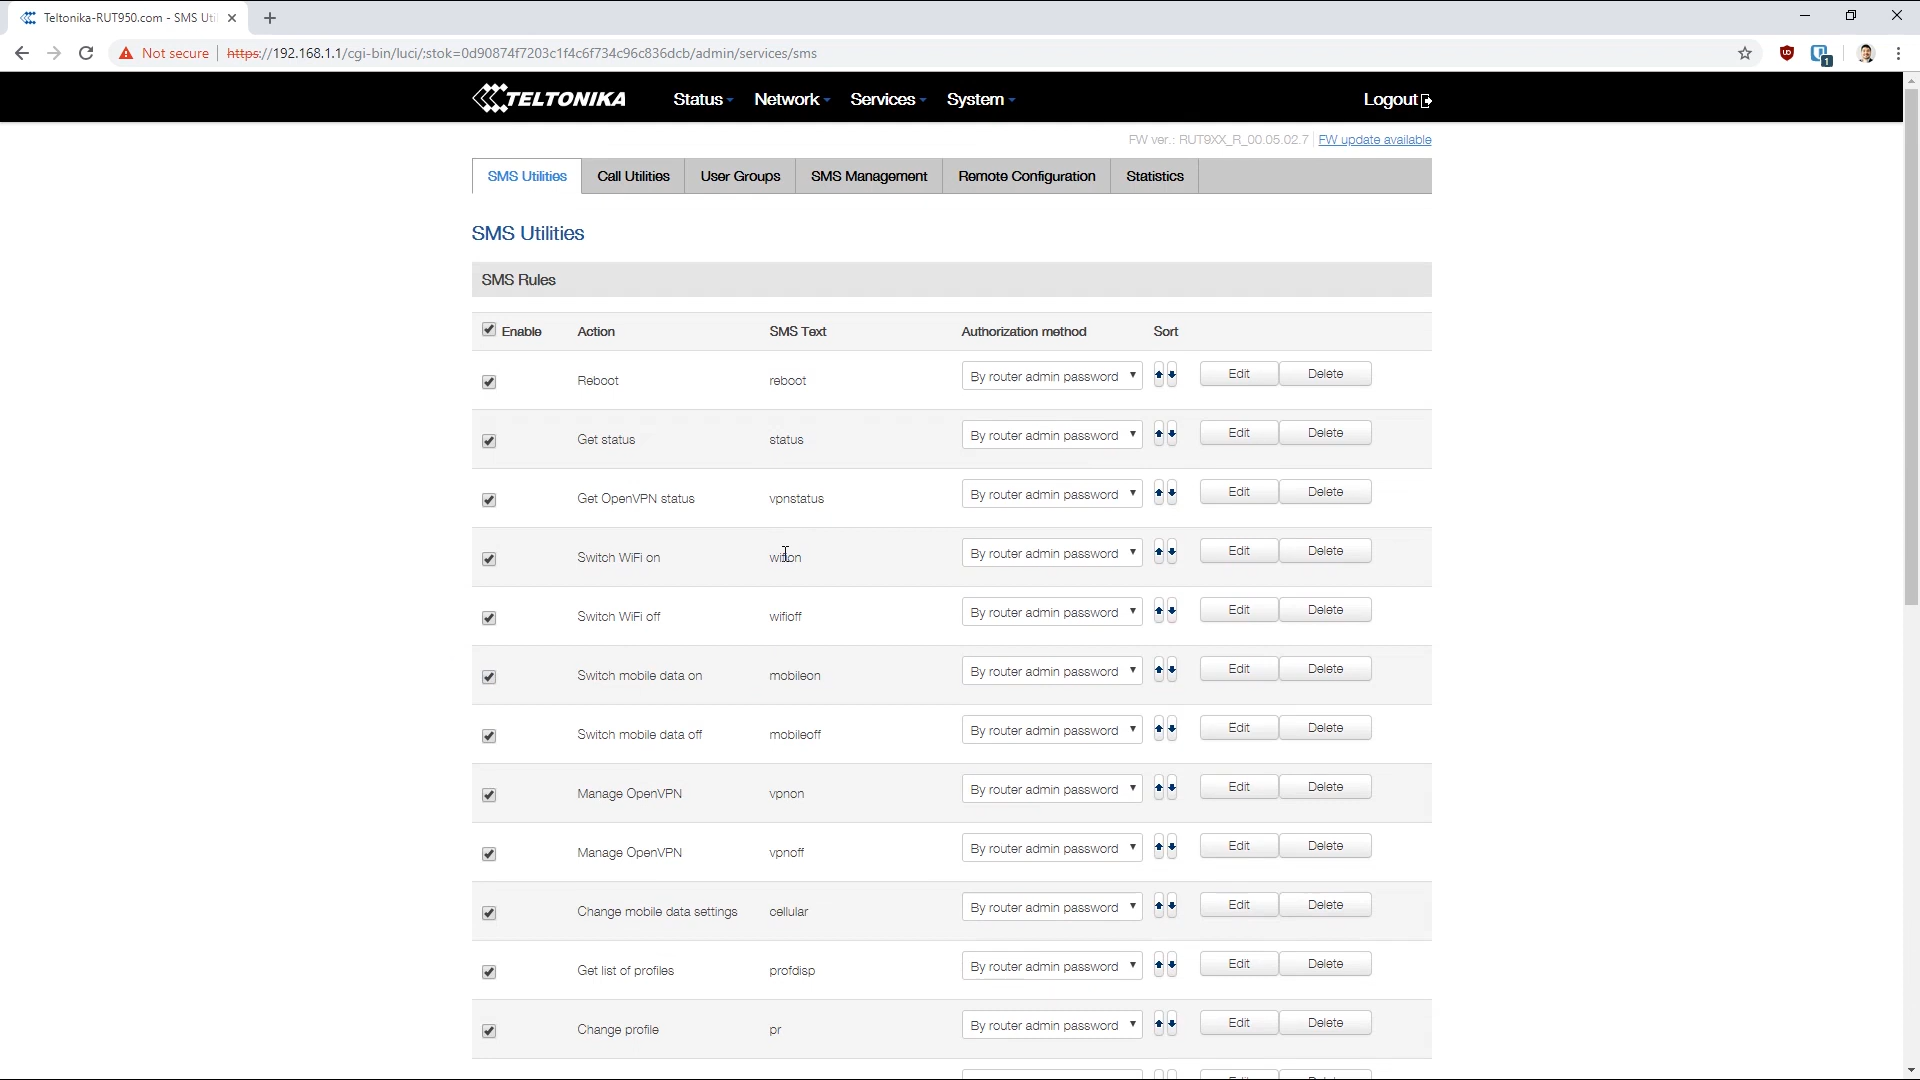 Teltonika-RUT950.com - SMS Uti
Not secure
https://192.168.1.1/cgi-bin/luci/;stok=0d90874f7203c1f4c6f734c96c836dcb/admin/services/sms
1
TELTONIKA Status Network Services System Logout
FW ver.: RUT9XX_R_00.05.02.7 FW update available
SMS Utilities Call Utilities User Groups SMS Management Remote Configuration Statistics
SMS Utilities
SMS Rules
Enable Action SMS Text Authorization method Sort
Reboot reboot By router admin password Edit Delete
Get status status By router admin password Edit Delete
Get OpenVPN status vpnstatus By router admin password Edit Delete
Switch WiFi on wifion By router admin password Edit Delete
Switch WiFi off wifioff By router admin password Edit Delete
Switch mobile data on mobileon By router admin password Edit Delete
Switch mobile data off mobileoff By router admin password Edit Delete
Manage OpenVPN vpnon By router admin password Edit Delete
Manage OpenVPN vpnoff By router admin password Edit Delete
Change mobile data settings cellular By router admin password Edit Delete
Get list of profiles profdisp By router admin password Edit Delete
Change profile pr By router admin password Edit Delete